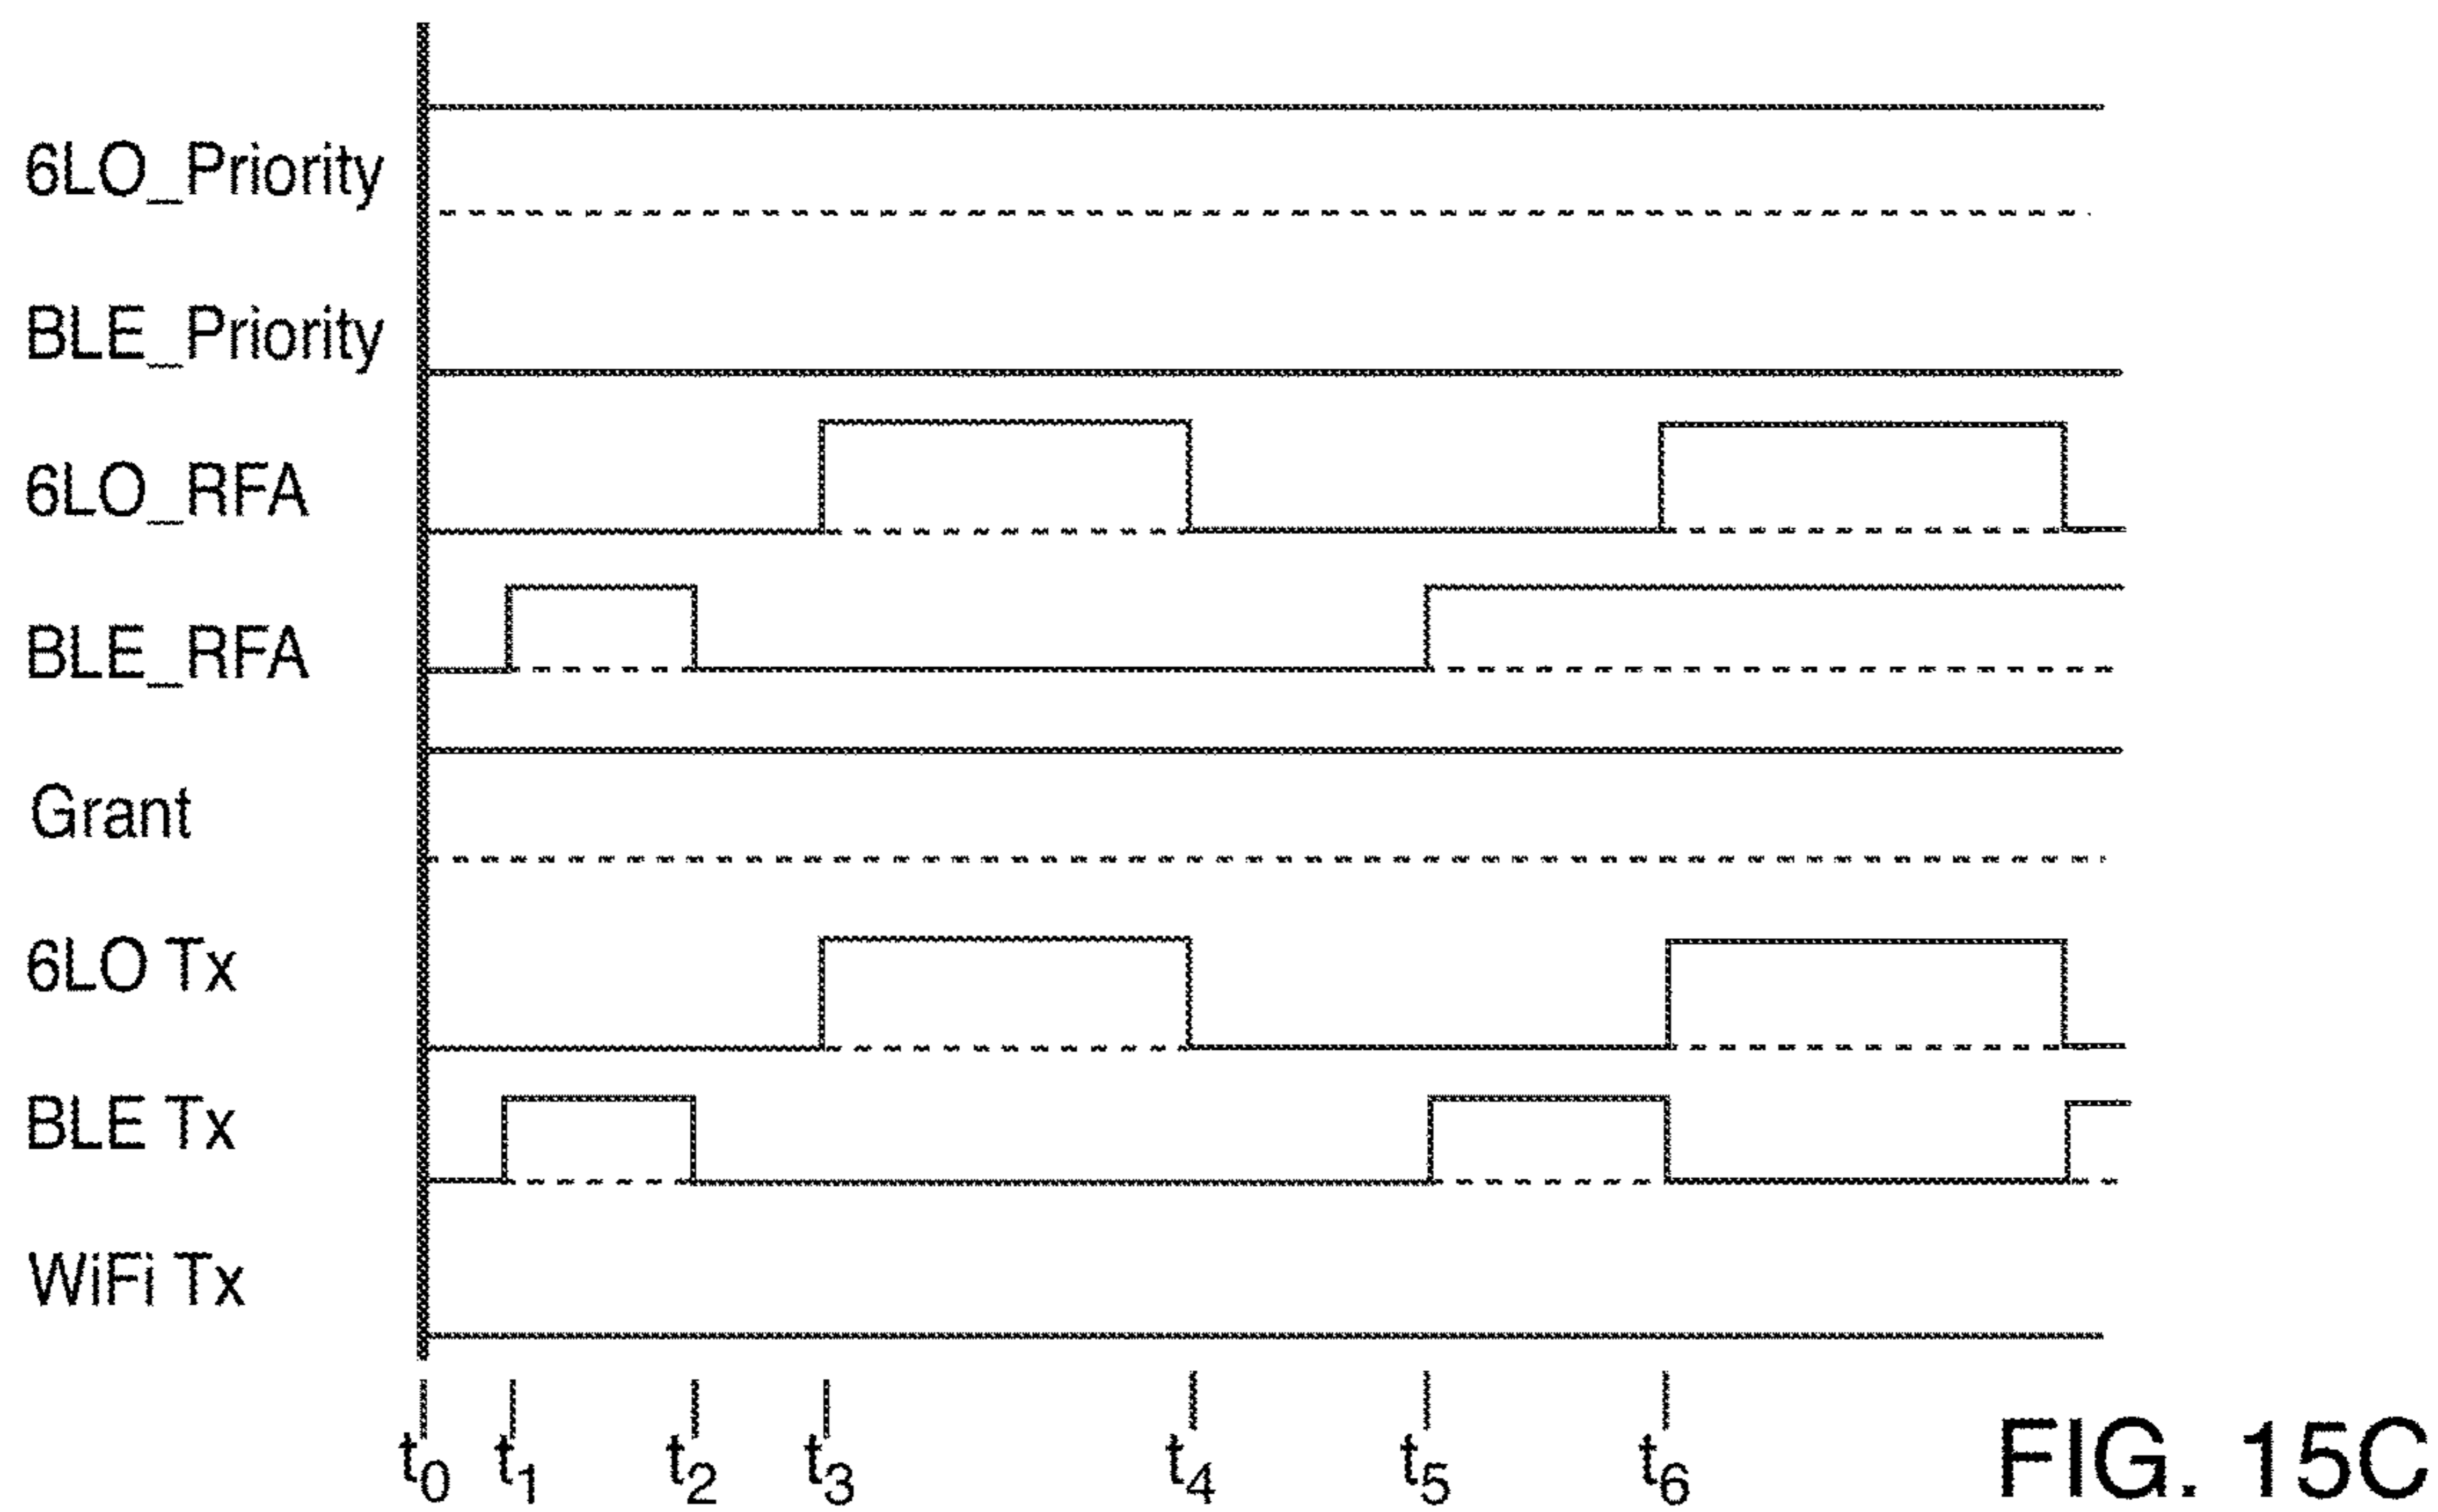 6LO_Priority
BLE_Priority
6LO_RFA
BLE_RFA
Grant
6LO Tx
BLE Tx
WiFi Tx
t0 t1 t2 t3 t4 t5 t6
FIG. 15C